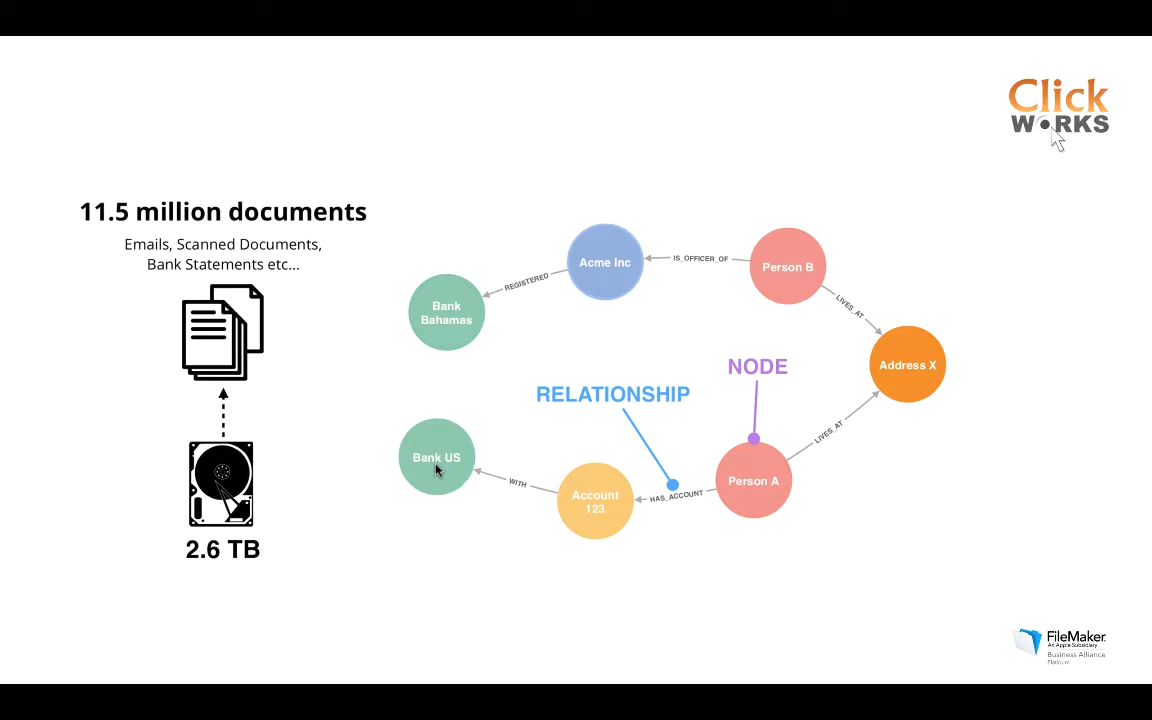 Click
WORKS
11.5 million documents
Emails, Scanned Documents,
Bank Statements etc...
2.6 TB
Acme Inc
IS_OFFICER_OF
Person B
REGISTERED
Bank
Bahamas
LIVES_AT
Address X
NODE
RELATIONSHIP
LIVES_AT
Bank US
WITH
Account
123
HAS_ACCOUNT
Person A
FileMaker
An Apple Subsidiary
Business Alliance
Platinum